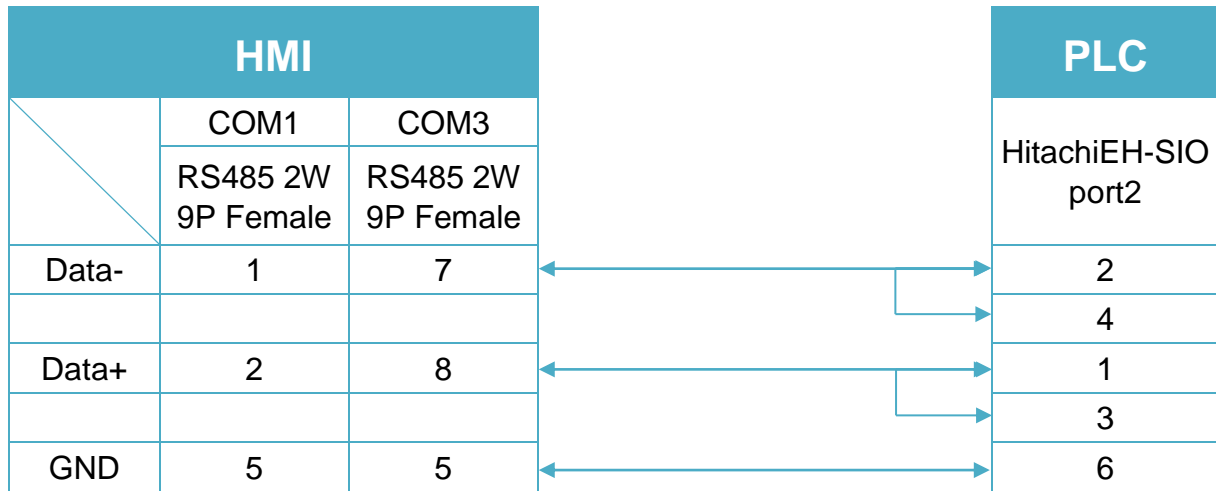 HMI PLC
COM1 COM3
HitachiEH-SIO
port2
RS485 2W RS485 2W
9P Female 9P Female
Data- 1 7 2
4
Data+ 2 8 1
3
GND 5 5 6